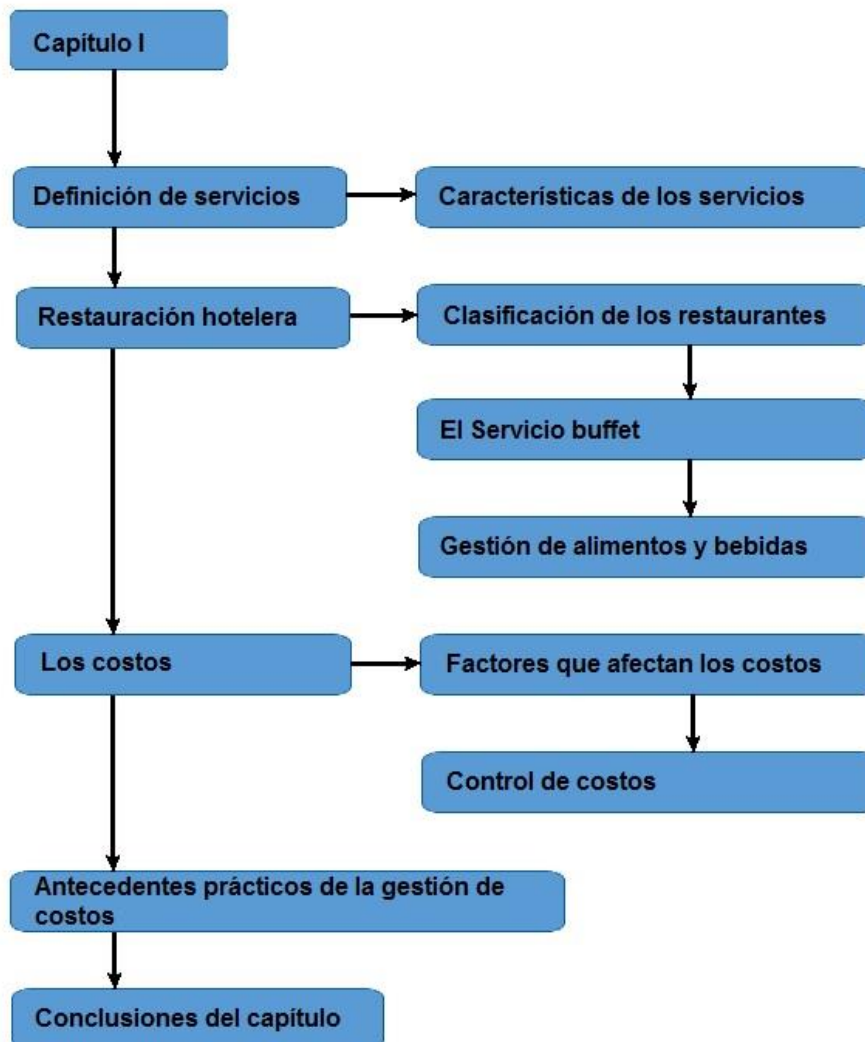 Capítulo I
Definición de servicios
Características de los servicios
Restauración hotelera
Clasificación de los restaurantes
El Servicio buffet
Gestión de alimentos y bebidas
Los costos
Factores que afectan los costos
Control de costos
Antecedentes prácticos de la gestión de
costos
Conclusiones del capítulo